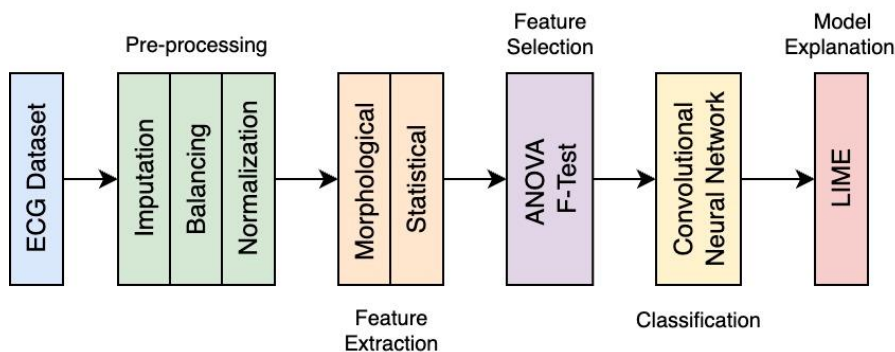 Pre-processing
Feature
Selection
Model
Explanation
ECG Dataset
Imputation
Balancing
Normalization
Morphological
Statistical
ANOVA
F-Test
Convolutional
Neural Network
LIME
Feature
Extraction
Classification